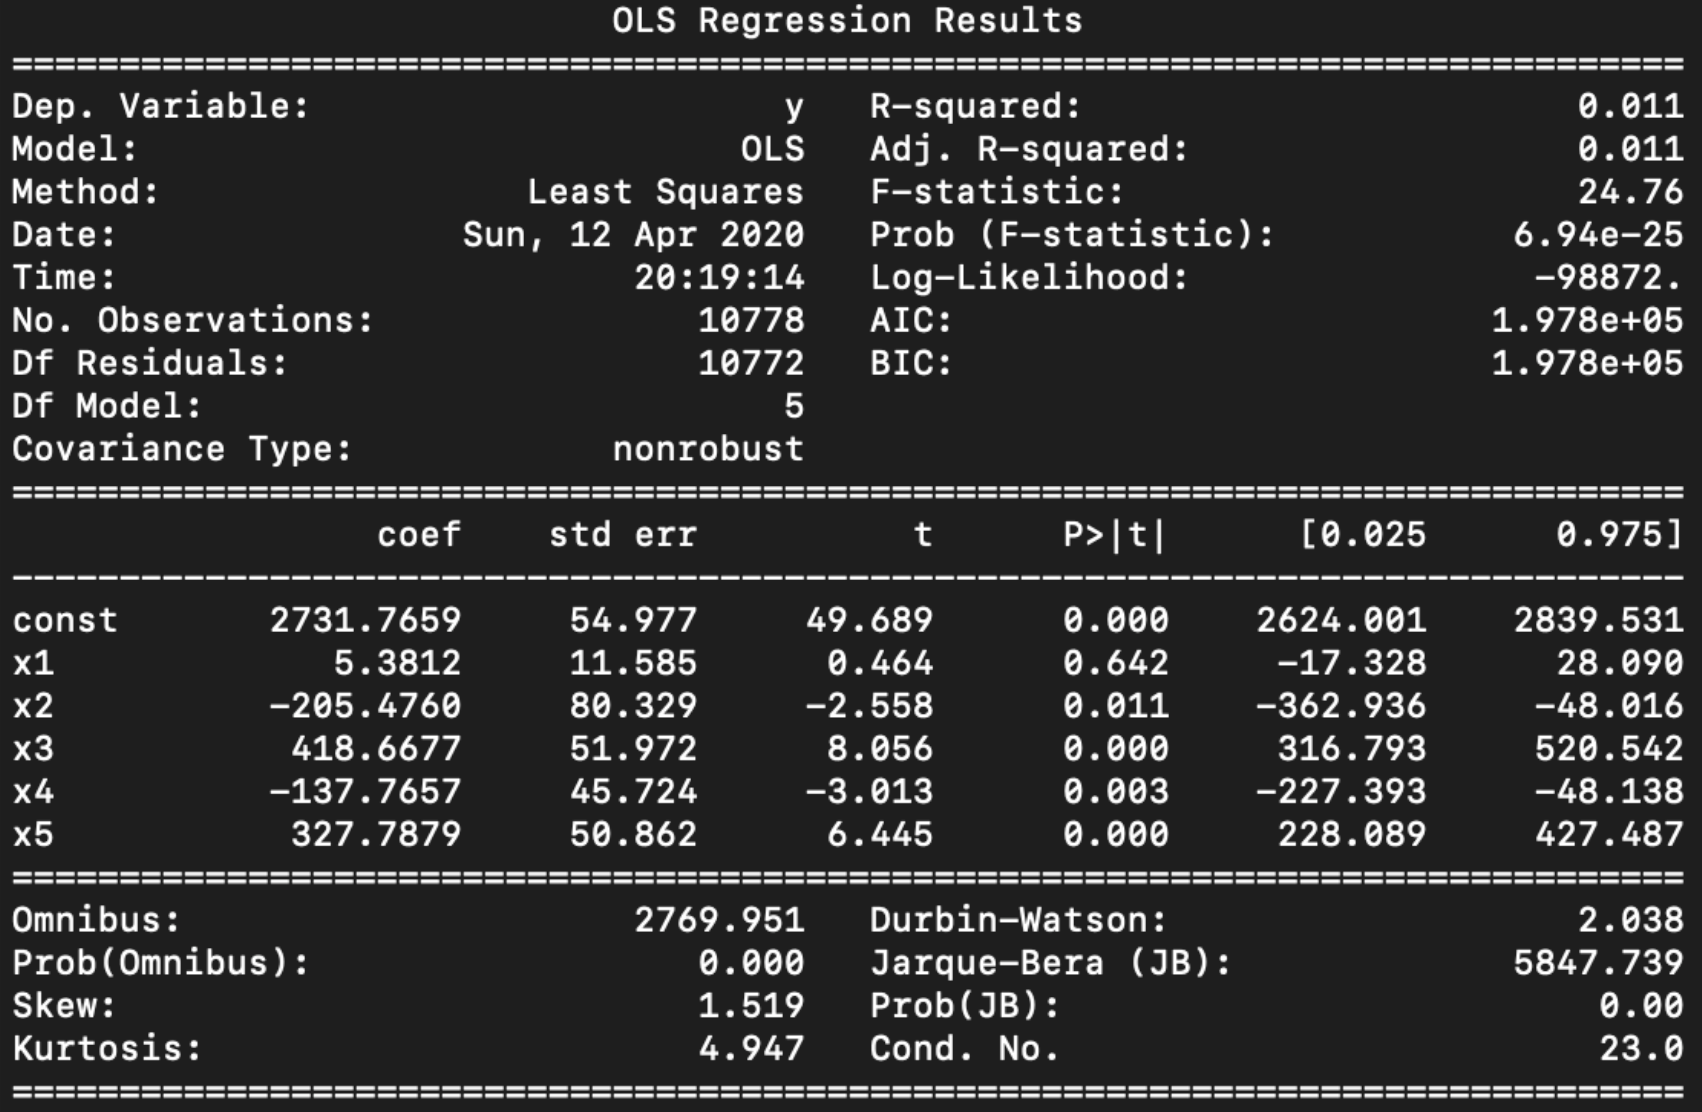 OLS Regression Results
==============================================================================
Dep. Variable:                      y   R-squared:                       0.011
Model:                            OLS   Adj. R-squared:                  0.011
Method:                 Least Squares   F-statistic:                     24.76
Date:                Sun, 12 Apr 2020   Prob (F-statistic):           6.94e-25
Time:                        20:19:14   Log-Likelihood:                -98872.
No. Observations:               10778   AIC:                         1.978e+05
Df Residuals:                   10772   BIC:                         1.978e+05
Df Model:                           5
Covariance Type:            nonrobust
==============================================================================
                 coef    std err          t      P>|t|      [0.025      0.975]
------------------------------------------------------------------------------
const       2731.7659     54.977     49.689      0.000    2624.001    2839.531
x1             5.3812     11.585      0.464      0.642     -17.328      28.090
x2          -205.4760     80.329     -2.558      0.011    -362.936     -48.016
x3           418.6677     51.972      8.056      0.000     316.793     520.542
x4          -137.7657     45.724     -3.013      0.003    -227.393     -48.138
x5           327.7879     50.862      6.445      0.000     228.089     427.487
==============================================================================
Omnibus:                     2769.951   Durbin-Watson:                   2.038
Prob(Omnibus):                  0.000   Jarque-Bera (JB):             5847.739
Skew:                           1.519   Prob(JB):                         0.00
Kurtosis:                       4.947   Cond. No.                         23.0
==============================================================================